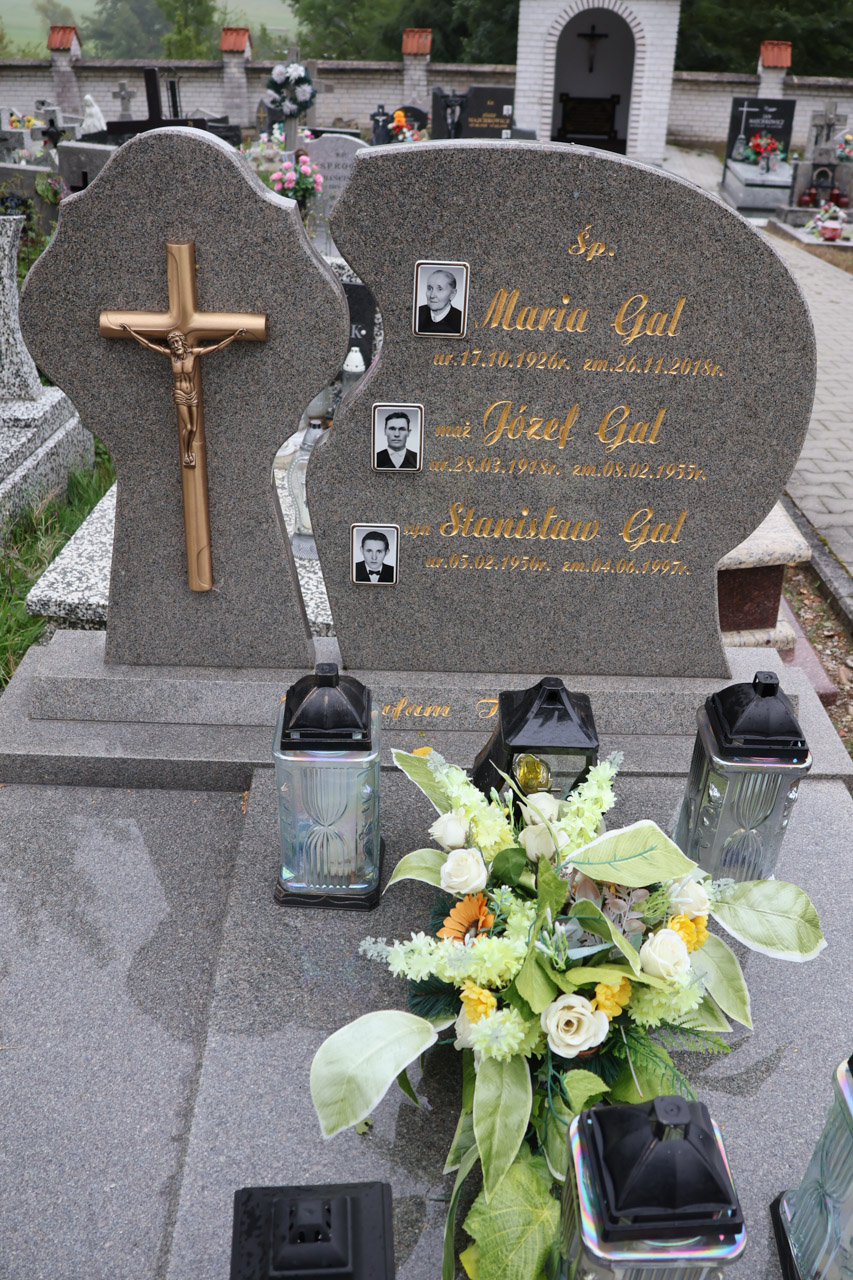 Śp.
Maria Gal
ur.17.10.1926r. zm.26.11.2018r.
mąż Józef Gal
ur.28.03.1918r. zm.08.02.1955r.
Stanisław Gal
ur.05.02.1950r. zm.04.06.1997r.